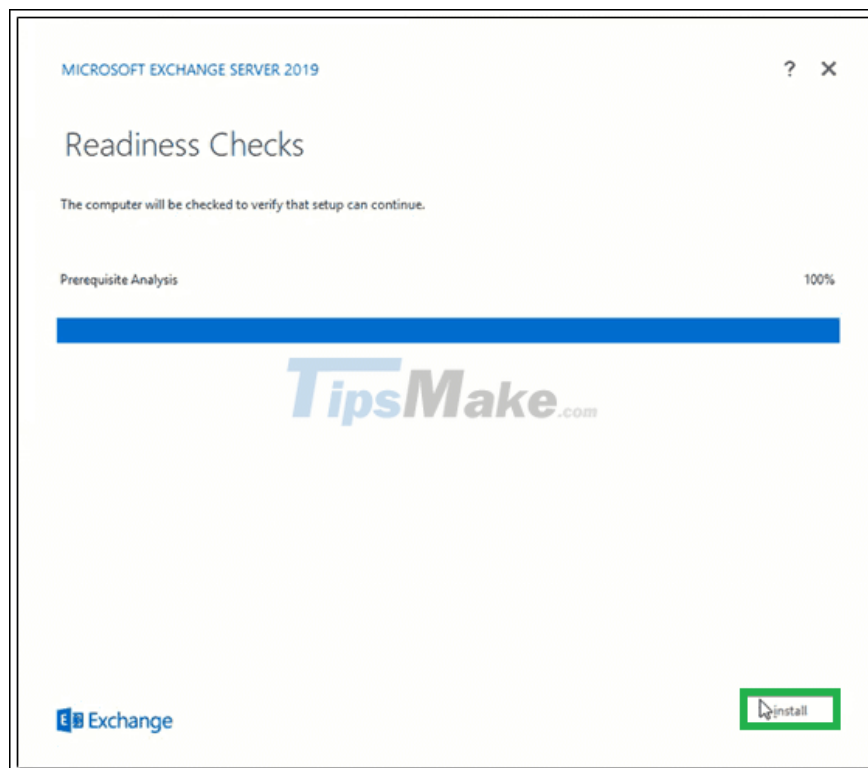 MICROSOFT EXCHANGE SERVER 2019
? ✕
Readiness Checks
The computer will be checked to verify that setup can continue.
Prerequisite Analysis 100%
TipsMake.com
E Exchange
install